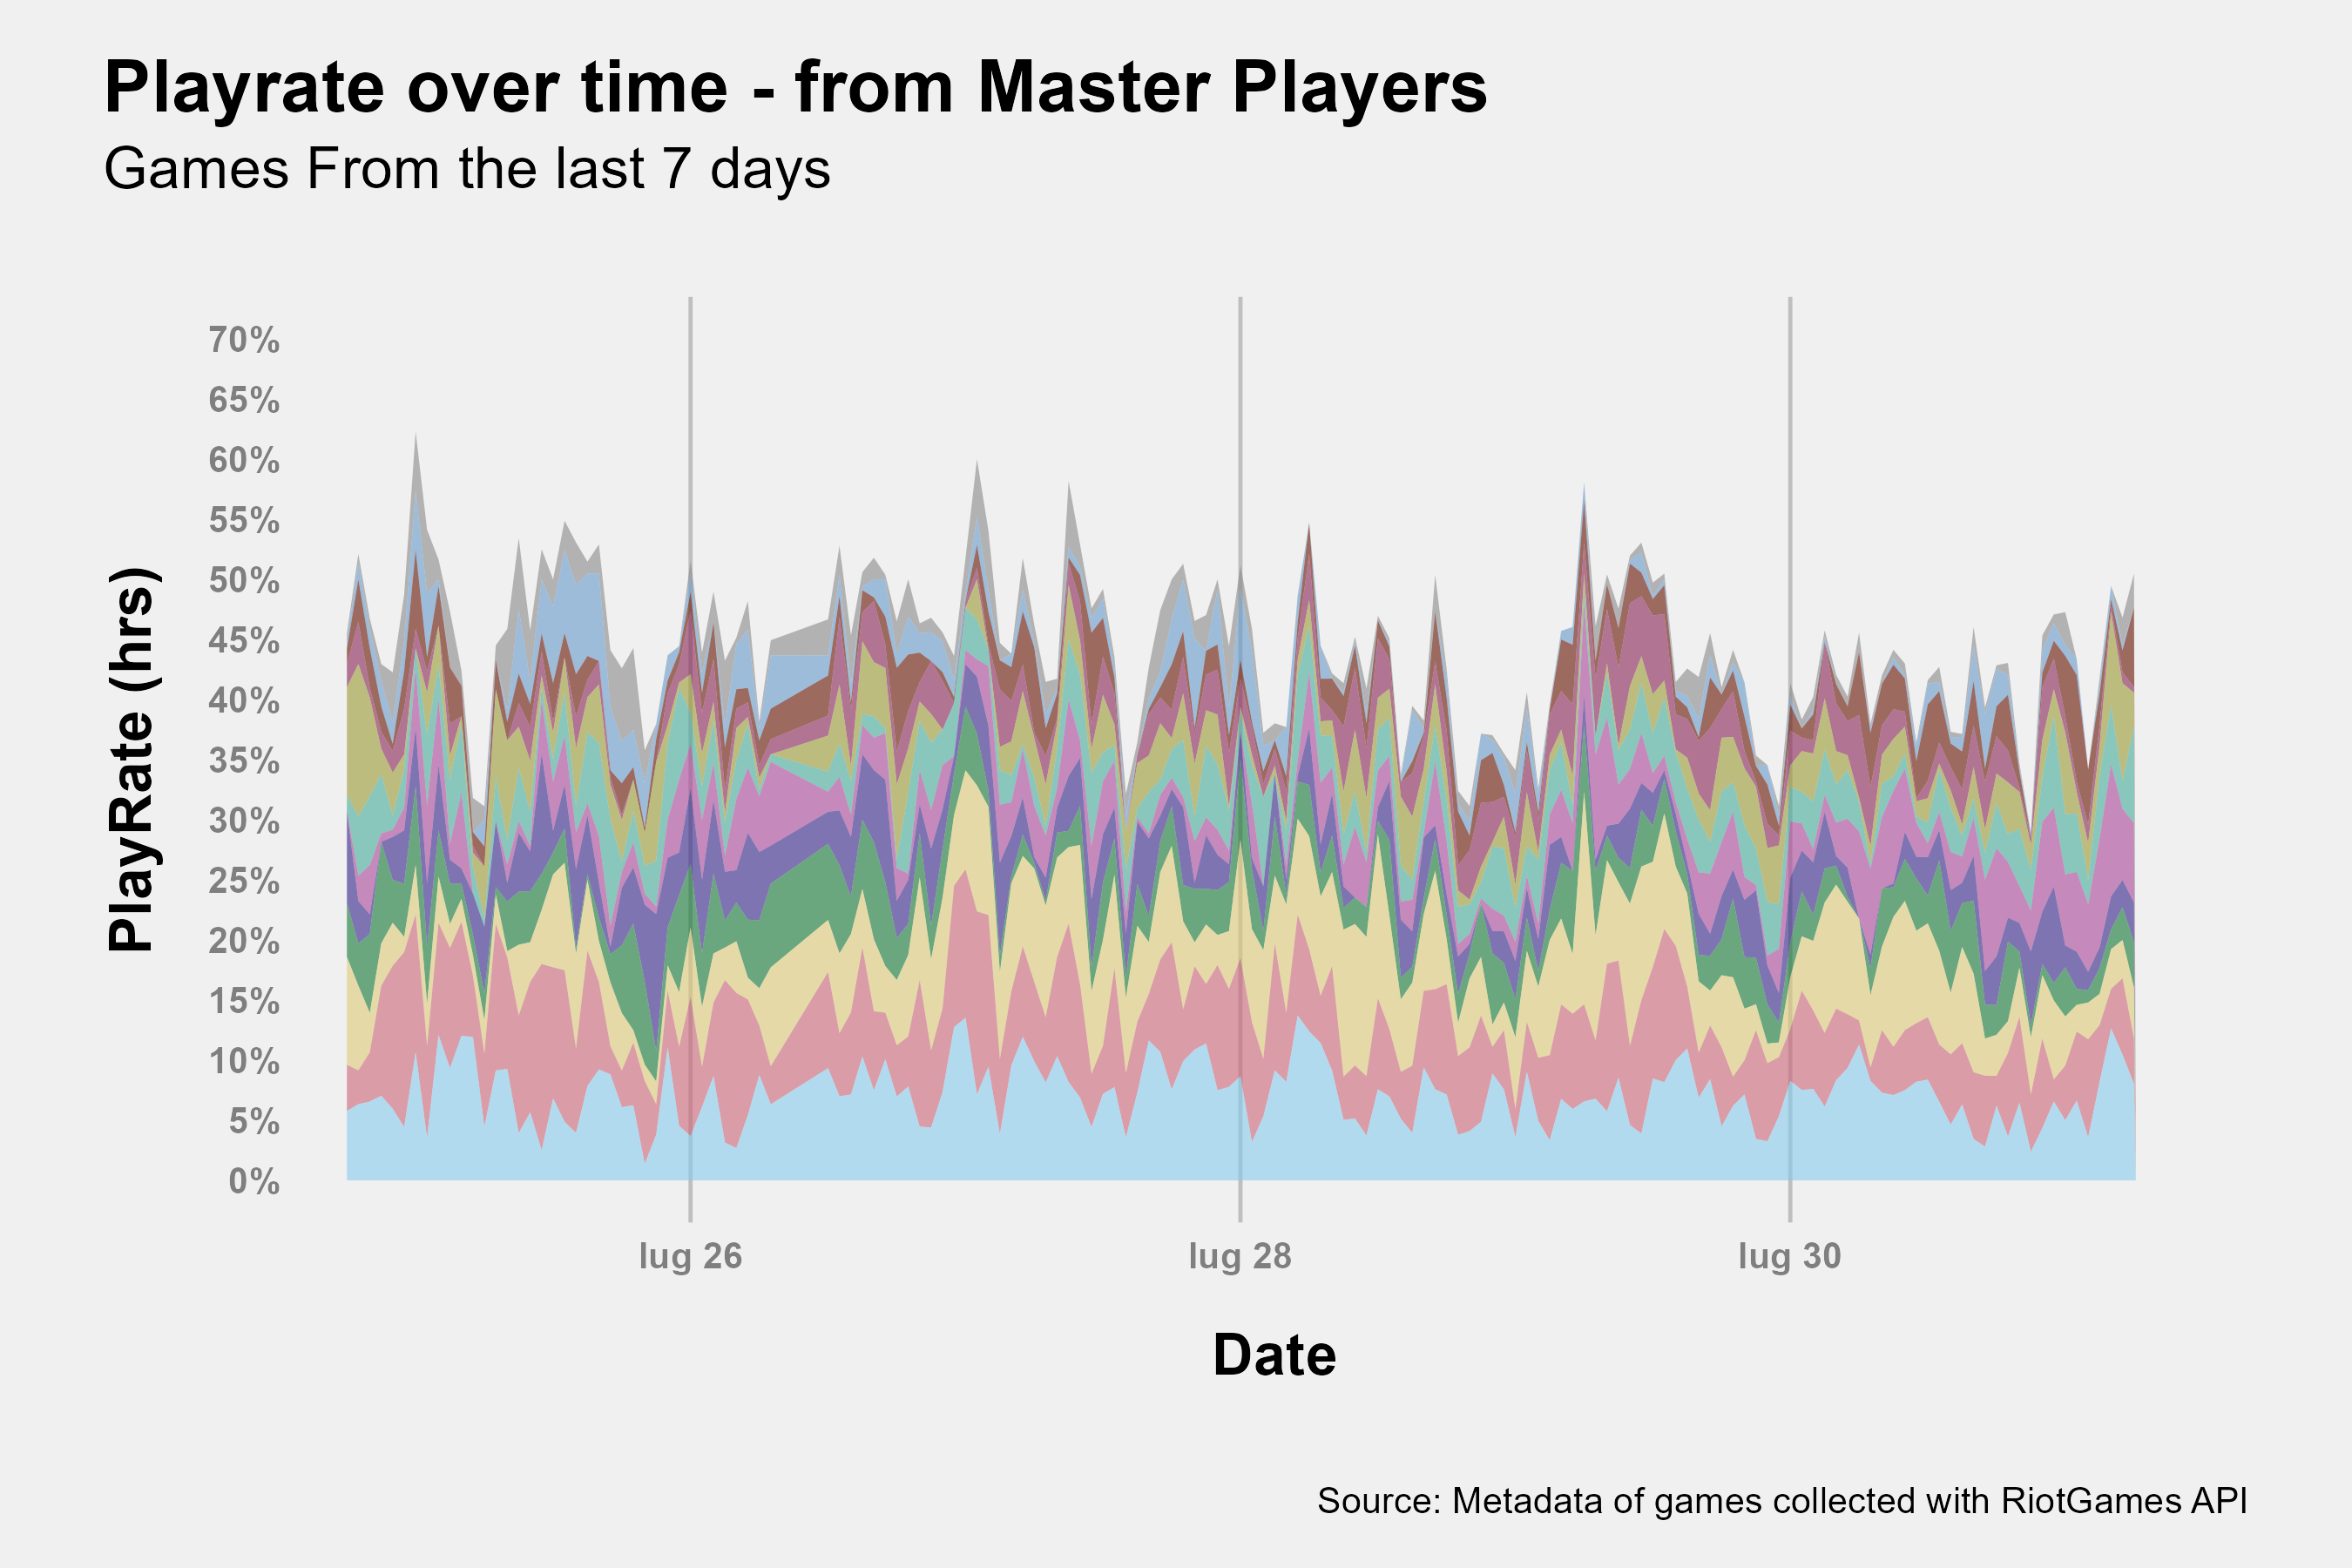 Playrate over time - from Master Players
Games From the last 7 days
70%
65%
60%
55%
50%
45%
40%
35%
30%
25%
20%
15%
10%
5%
0%
PlayRate (hrs)
lug 26
lug 28
lug 30
Date
Source: Metadata of games collected with RiotGames API